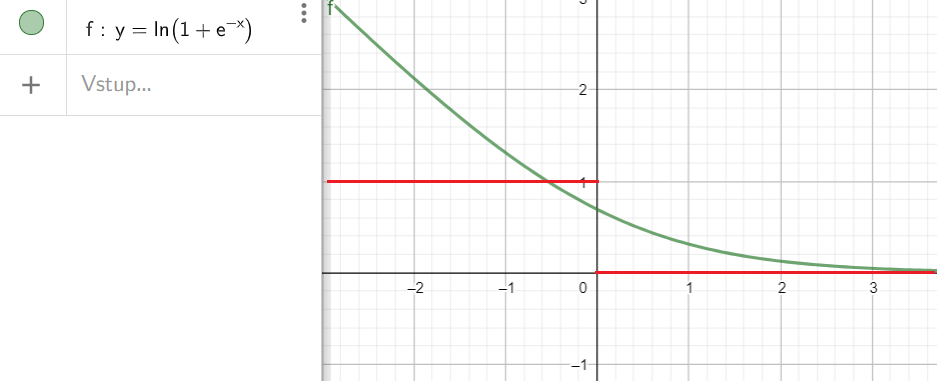 f : y = ln(1 + e⁻ˣ)
Vstup...
f
3
2
1
–2 –1 0 1 2 3
–1